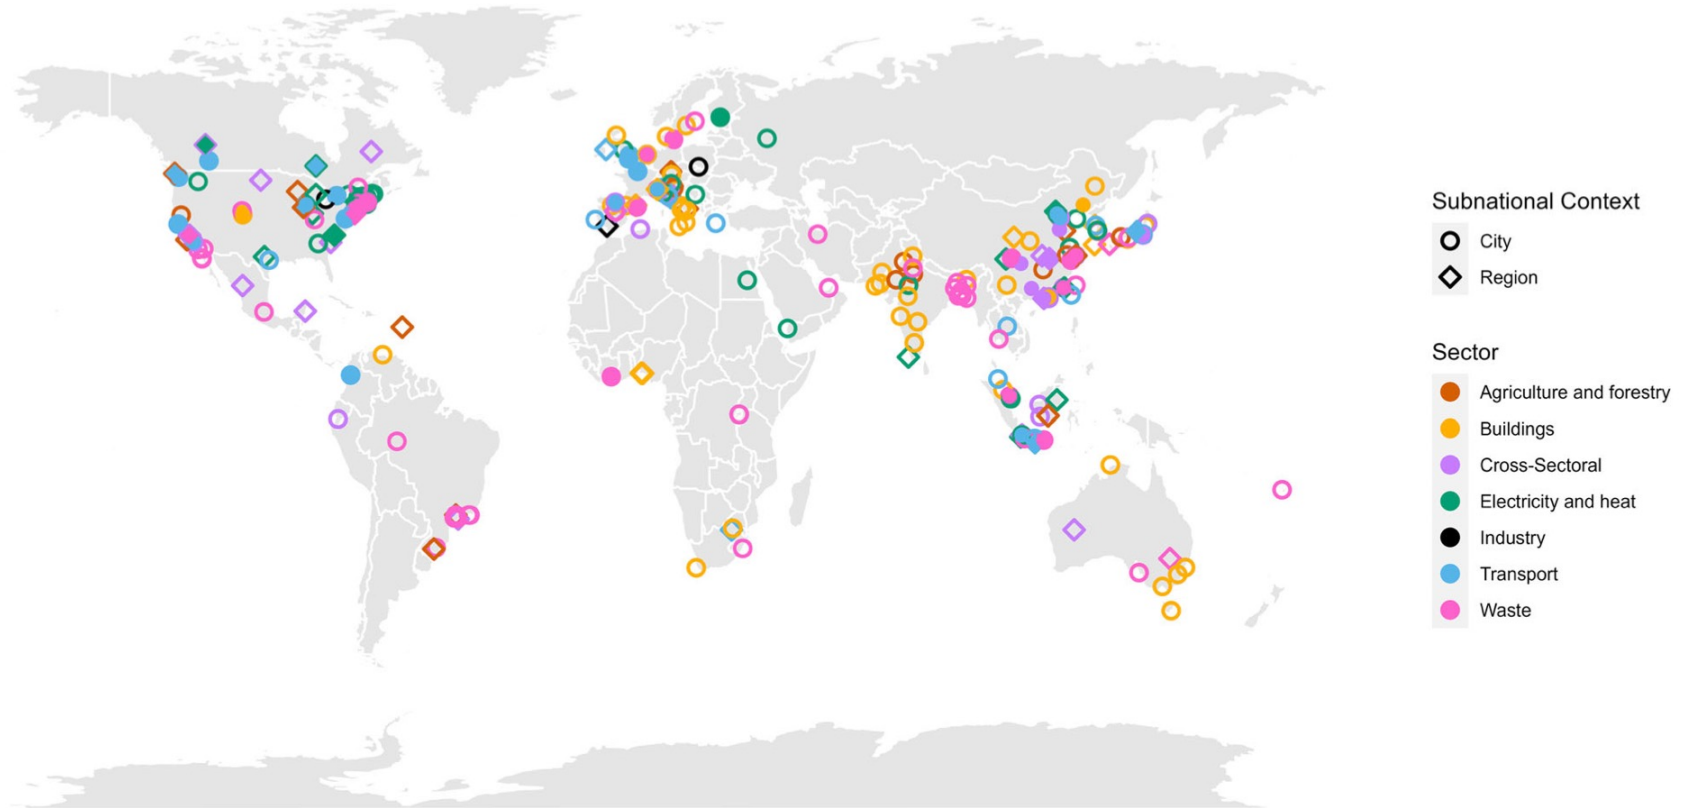 Subnational Context
City
Region
Sector
Agriculture and forestry
Buildings
Cross-Sectoral
Electricity and heat
Industry
Transport
Waste